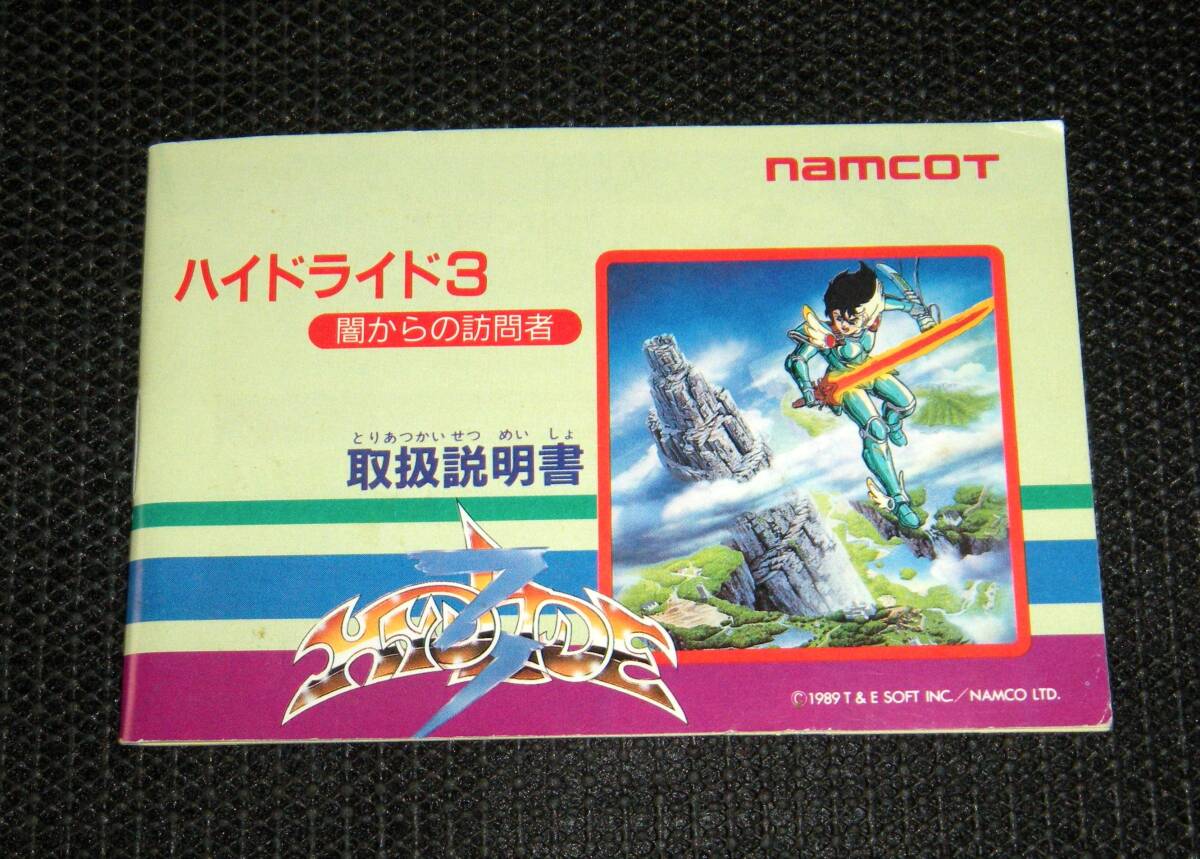 namcot
ハイドライド3
闇からの訪問者
とりあつかいせつ めい しょ
取扱説明書
HYDLIDE 3
©1989 T & E SOFT INC./NAMCO LTD.